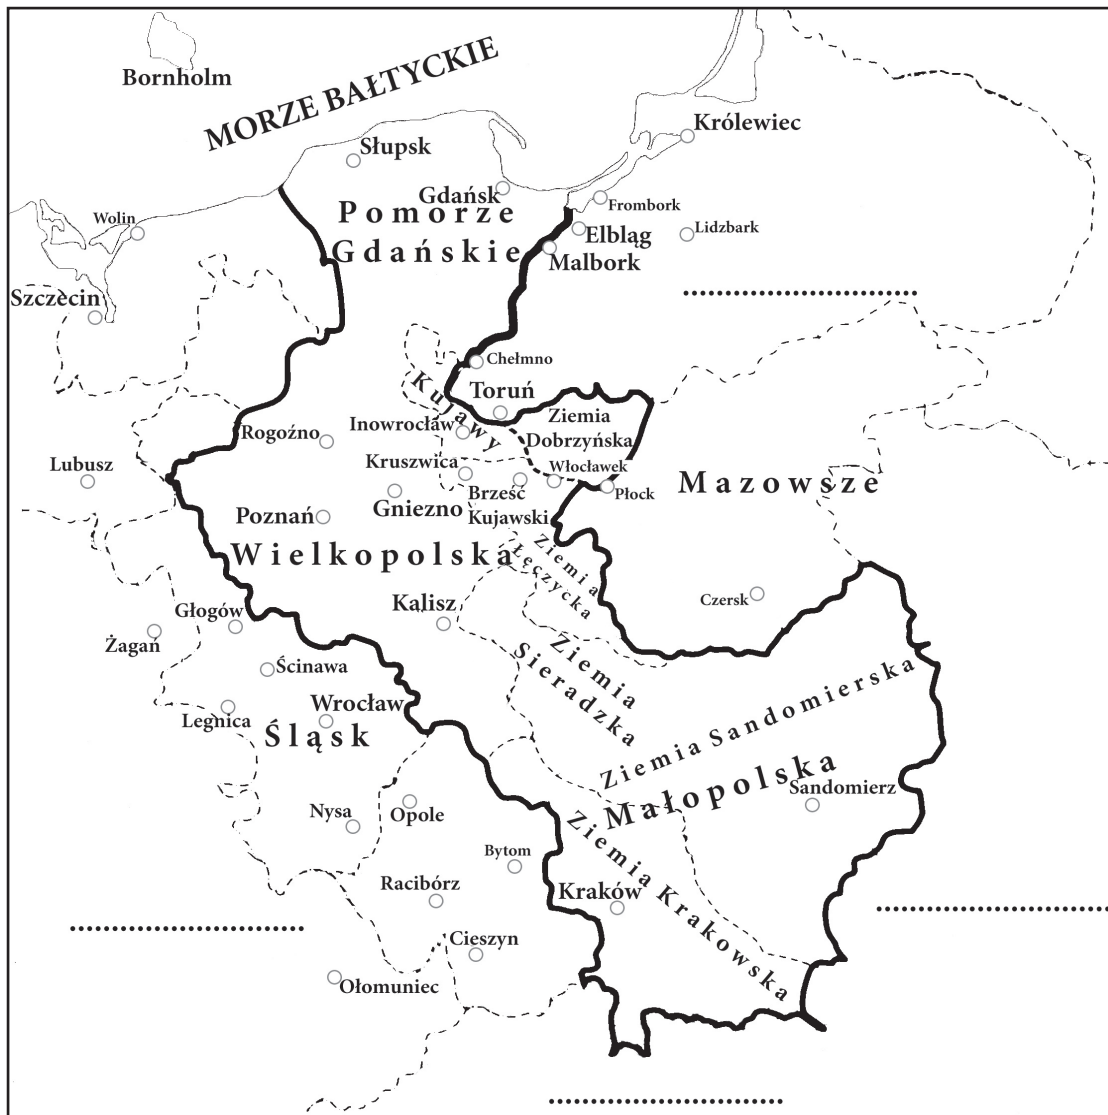 Bornholm
MORZE BAŁTYCKIE
Królewiec
Słupsk
Gdańsk
Frombork
Pomorze
Gdańskie
Wolin
Elbląg
Lidzbark
Malbork
Szczecin
....................................
Chełmno
Toruń
Kujawy
Ziemia
Dobrzyńska
Inowrocław
Rogoźno
Kruszwica
Włocławek
Lubusz
Brześć
Kujawski
Płock
Mazowsze
Gniezno
Poznań
Wielkopolska
Ziemia
Łęczycka
Czersk
Kalisz
Głogów
Żagań
Ścinawa
Ziemia
Sieradzka
Wrocław
Legnica
Śląsk
Ziemia Sandomierska
Małopolska
Sandomierz
Nysa
Opole
Ziemia Krakowska
Bytom
Racibórz
Kraków
....................................
....................................
Cieszyn
Ołomuniec
....................................